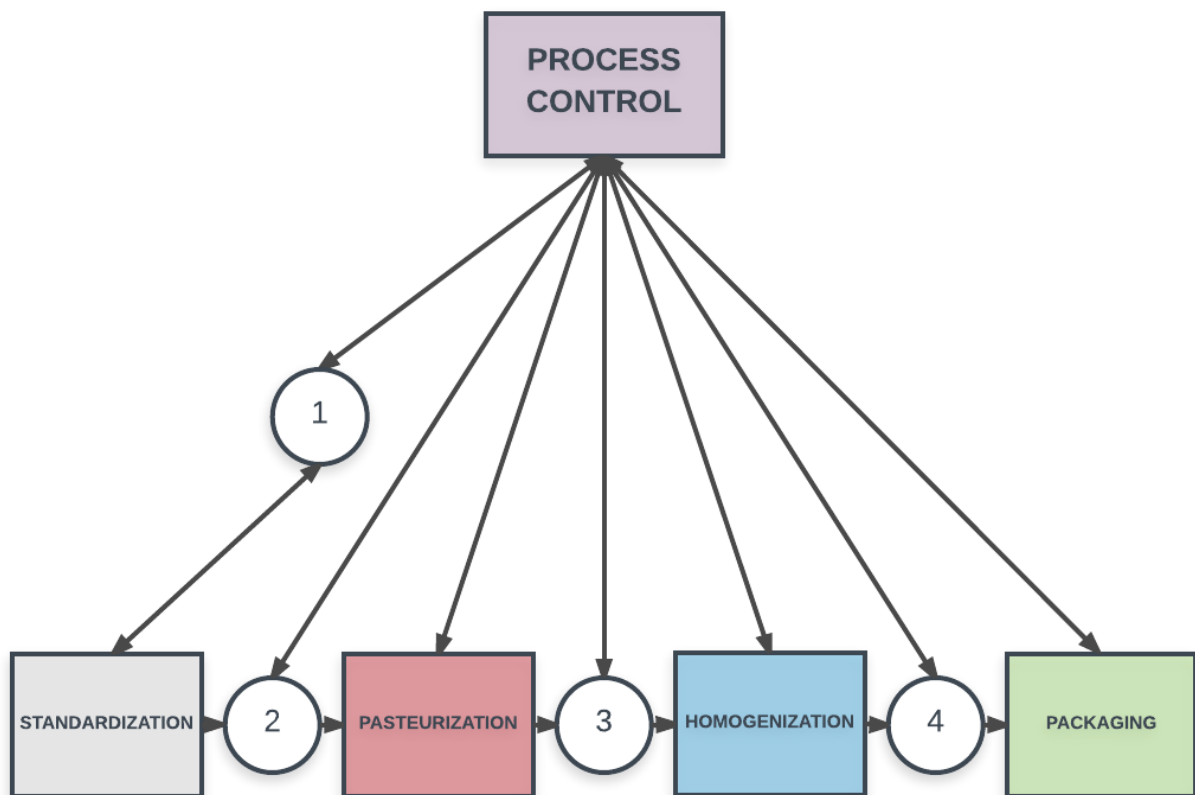 PROCESS
CONTROL
1
STANDARDIZATION
2
PASTEURIZATION
3
HOMOGENIZATION
4
PACKAGING